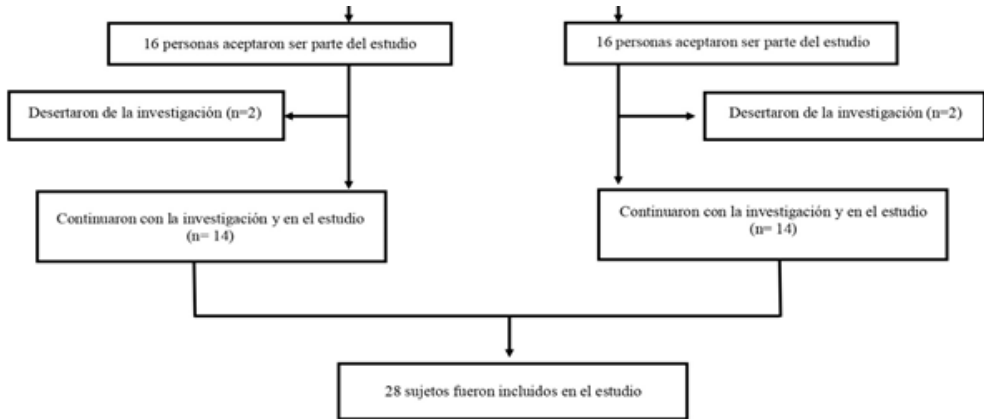 16 personas aceptaron ser parte del estudio
16 personas aceptaron ser parte del estudio
Desertaron de la investigación (n=2)
Desertaron de la investigación (n=2)
Continuaron con la investigación y en el estudio
(n= 14)
Continuaron con la investigación y en el estudio
(n= 14)
28 sujetos fueron incluidos en el estudio